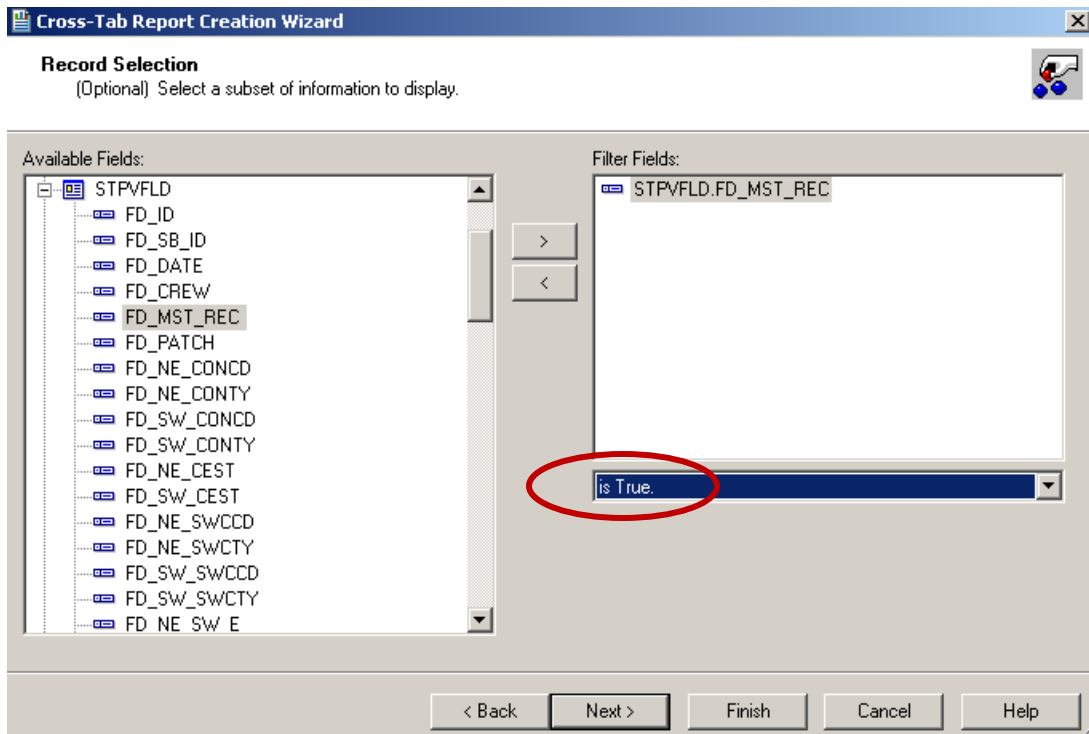 Cross-Tab Report Creation Wizard
Record Selection
(Optional) Select a subset of information to display.
Available Fields:
STPVFLD
FD_ID
FD_SB_ID
FD_DATE
FD_CREW
FD_MST_REC
FD_PATCH
FD_NE_CONCD
FD_NE_CONTY
FD_SW_CONCD
FD_SW_CONTY
FD_NE_CEST
FD_SW_CEST
FD_NE_SWCCD
FD_NE_SWCTY
FD_SW_SWCCD
FD_SW_SWCTY
FD_NE_SW_E
>
<
Filter Fields:
STPVFLD.FD_MST_REC
is True.
< Back Next > Finish Cancel Help